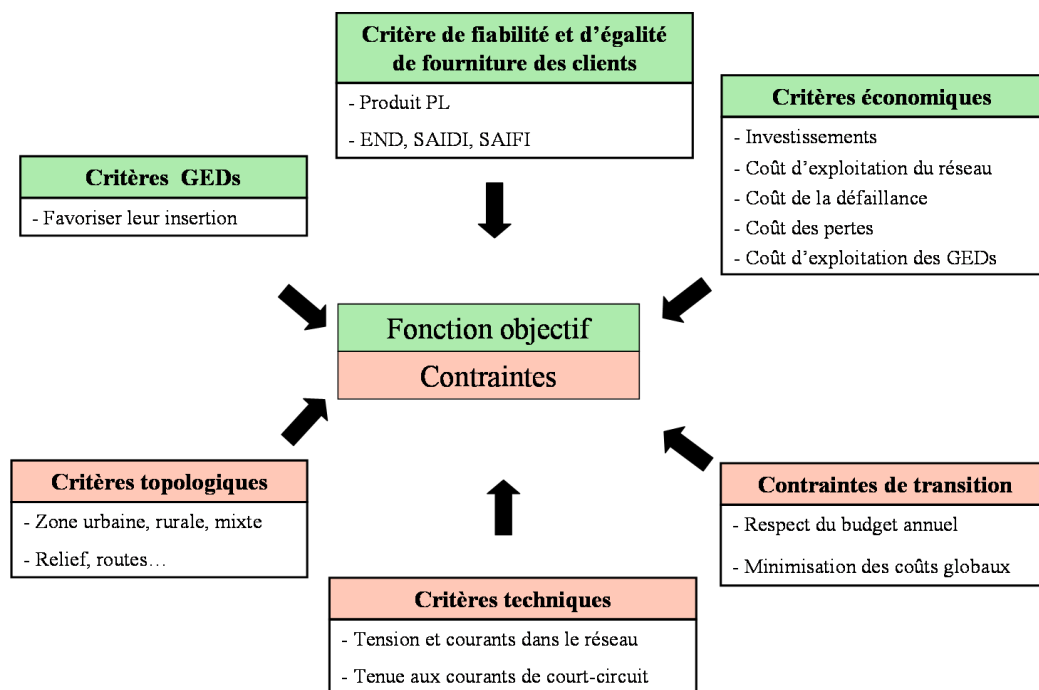 Critère de fiabilité et d’égalité
de fourniture des clients
- Produit PL
- END, SAIDI, SAIFI
Critères économiques
- Investissements
- Coût d’exploitation du réseau
- Coût de la défaillance
- Coût des pertes
- Coût d’exploitation des GEDs
Critères GEDs
- Favoriser leur insertion
Fonction objectif
Contraintes
Critères topologiques
- Zone urbaine, rurale, mixte
- Relief, routes…
Contraintes de transition
- Respect du budget annuel
- Minimisation des coûts globaux
Critères techniques
- Tension et courants dans le réseau
- Tenue aux courants de court-circuit